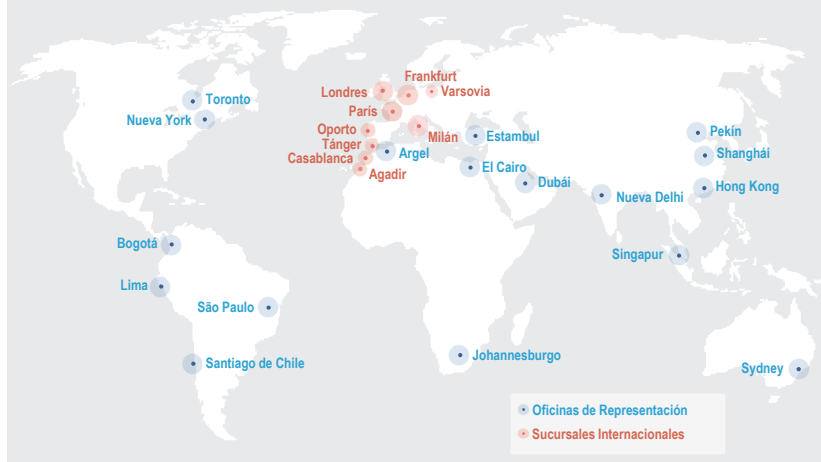 Frankfurt
Londres
Varsovia
Toronto
París
Nueva York
Oporto
Milán
Estambul
Pekín
Tánger
Argel
Shanghái
Casablanca
El Cairo
Agadir
Dubái
Hong Kong
Nueva Delhi
Bogotá
Singapur
Lima
São Paulo
Santiago de Chile
Johannesburgo
Sydney
Oficinas de Representación
Sucursales Internacionales